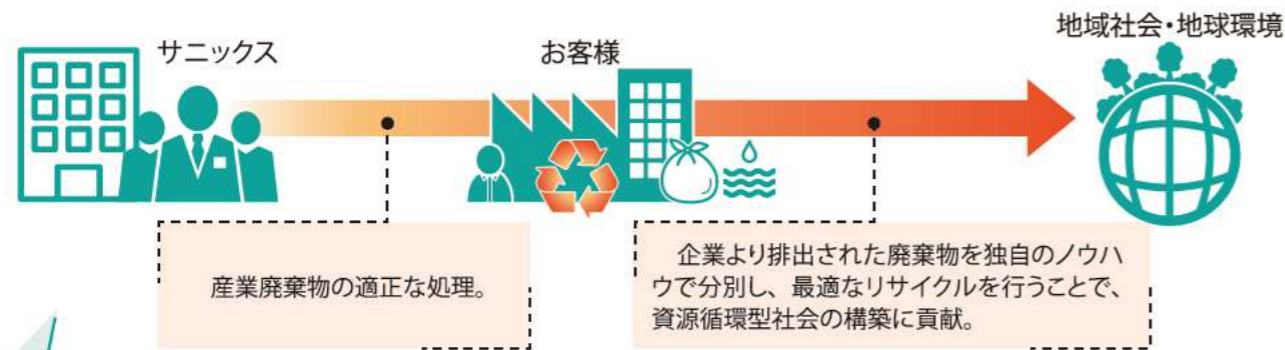 サニックス
お客様
地域社会・地球環境
産業廃棄物の適正な処理。
企業より排出された廃棄物を独自のノウハ
ウで分別し、最適なリサイクルを行うことで、
資源循環型社会の構築に貢献。